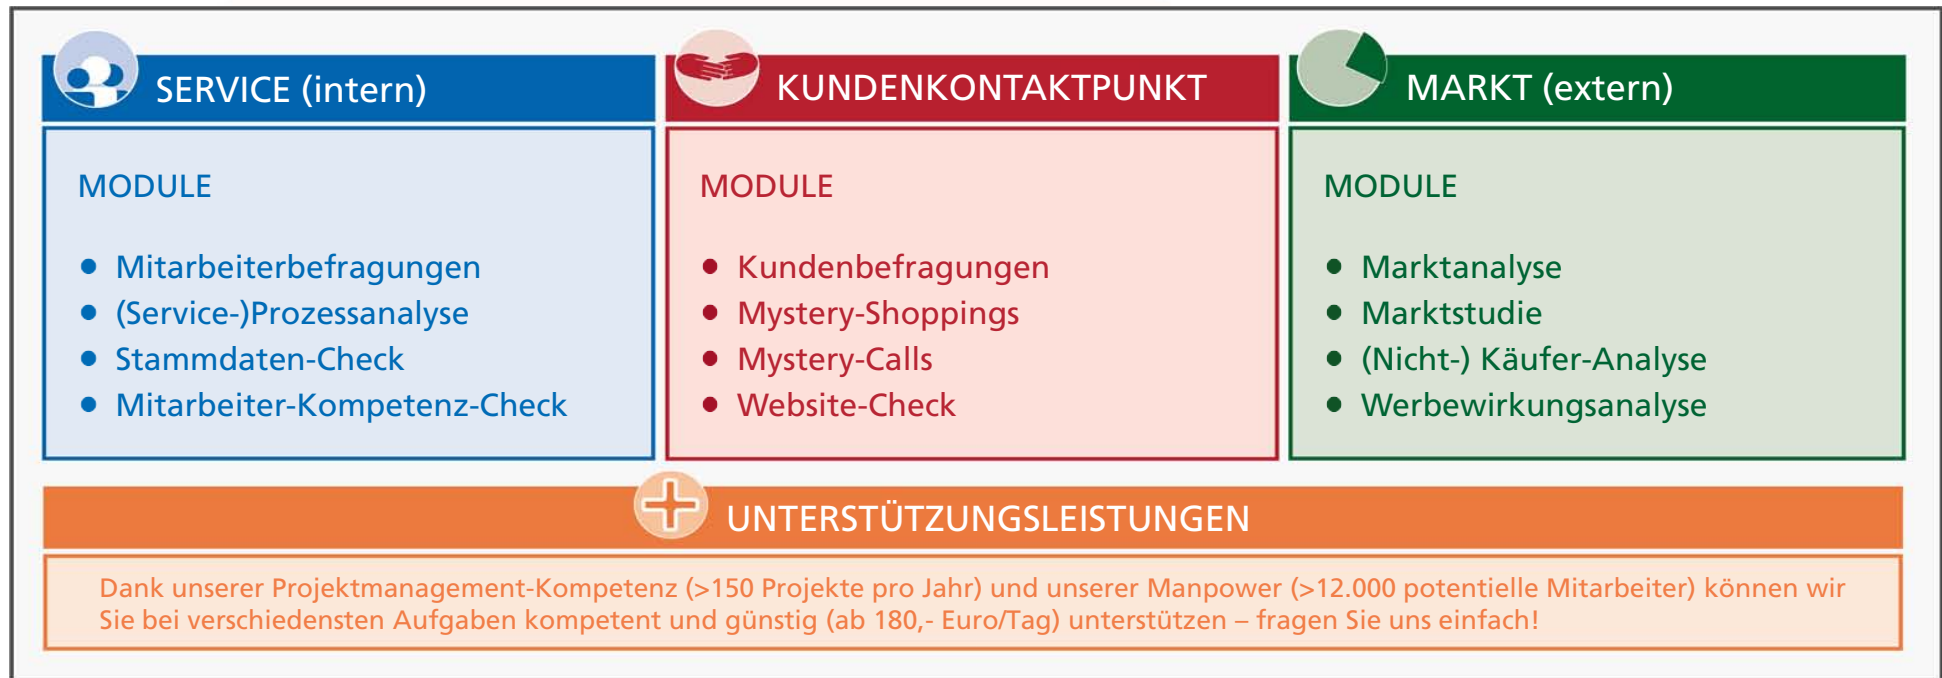 SERVICE (intern)
MODULE
• Mitarbeiterbefragungen
• (Service-)Prozessanalyse
• Stammdaten-Check
• Mitarbeiter-Kompetenz-Check
KUNDENKONTAKTPUNKT
MODULE
• Kundenbefragungen
• Mystery-Shoppings
• Mystery-Calls
• Website-Check
MARKT (extern)
MODULE
• Marktanalyse
• Marktstudie
• (Nicht-) Käufer-Analyse
• Werbewirkungsanalyse
UNTERSTÜTZUNGSLEISTUNGEN
Dank unserer Projektmanagement-Kompetenz (>150 Projekte pro Jahr) und unserer Manpower (>12.000 potentielle Mitarbeiter) können wir
Sie bei verschiedensten Aufgaben kompetent und günstig (ab 180,- Euro/Tag) unterstützen – fragen Sie uns einfach!